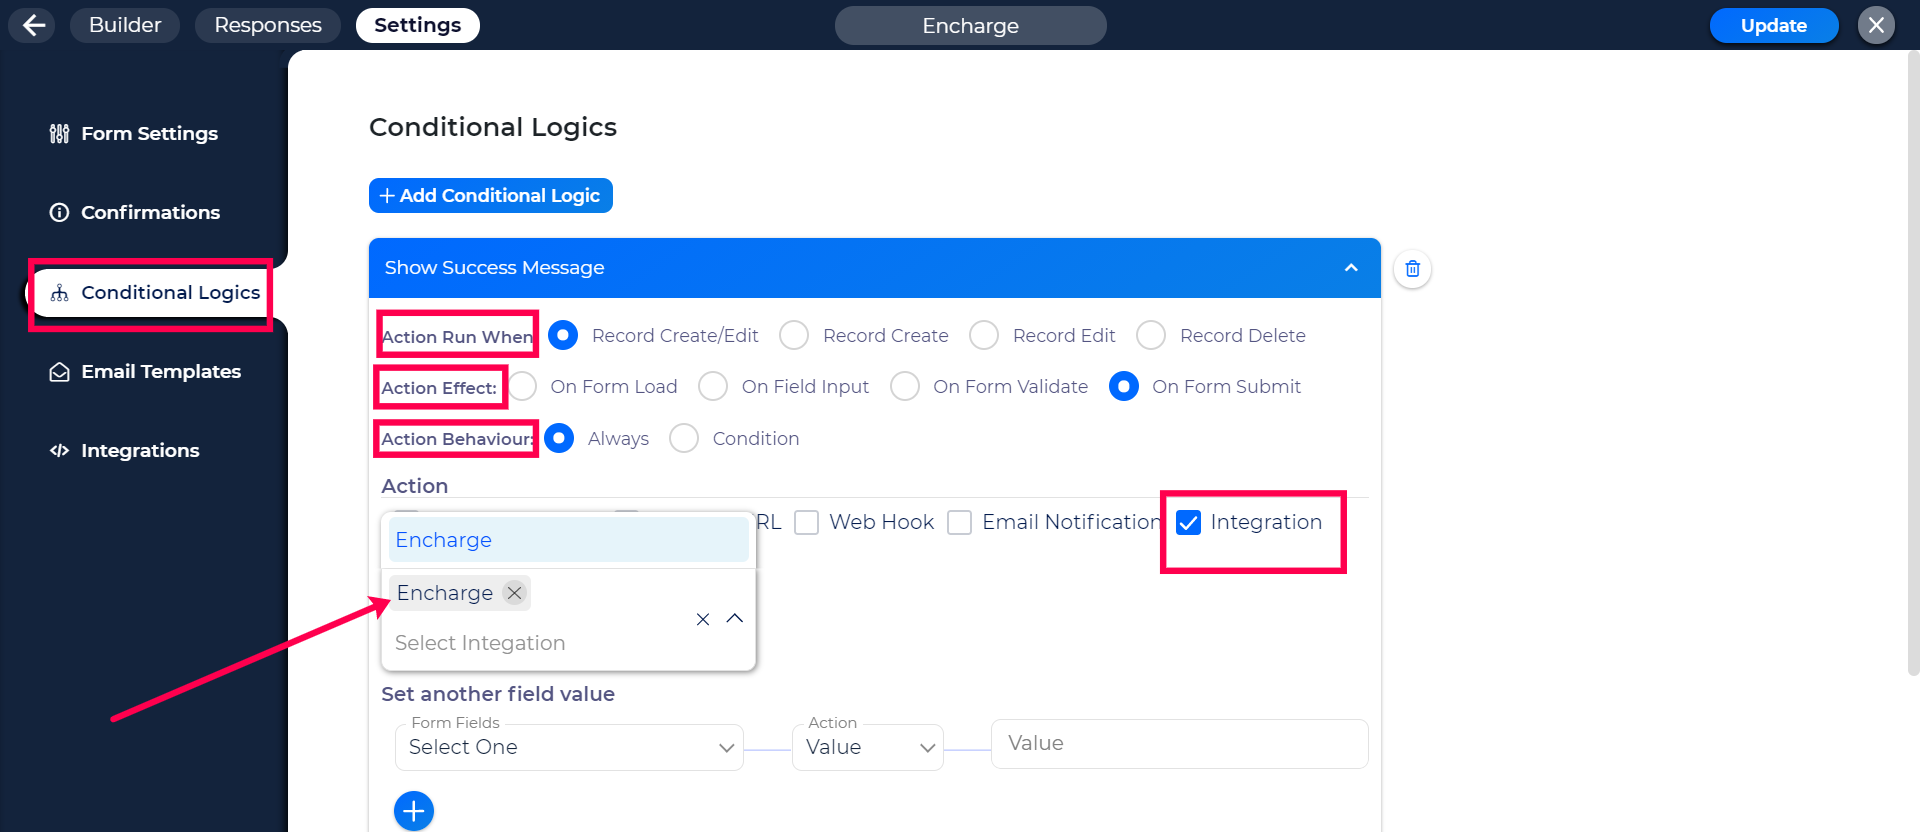 Builder
Responses
Settings
Encharge
Update
Form Settings
Confirmations
Conditional Logics
Email Templates
Integrations
Conditional Logics
+ Add Conditional Logic
Show Success Message
Action Run When
Record Create/Edit
Record Create
Record Edit
Record Delete
Action Effect:
On Form Load
On Field Input
On Form Validate
On Form Submit
Action Behaviour:
Always
Condition
Action
RL
Web Hook
Email Notification
Integration
Encharge
Encharge
Select Integation
Set another field value
Form Fields
Select One
Action
Value
Value